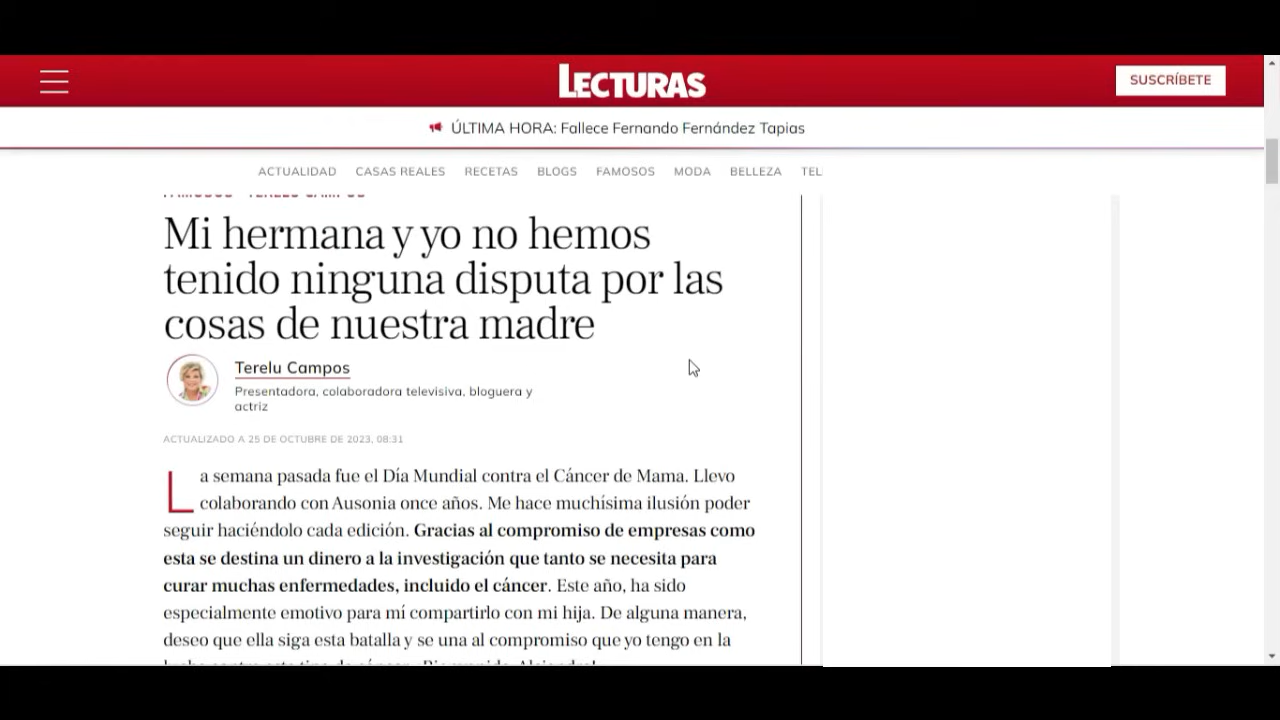 LECTURAS
SUSCRÍBETE
ÚLTIMA HORA: Fallece Fernando Fernández Tapias
ACTUALIDAD CASAS REALES RECETAS BLOGS FAMOSOS MODA BELLEZA TEL
Mi hermana y yo no hemos
tenido ninguna disputa por las
cosas de nuestra madre
Terelu Campos
Presentadora, colaboradora televisiva, bloguera y
actriz
ACTUALIZADO A 25 DE OCTUBRE DE 2023, 08:31
La semana pasada fue el Día Mundial contra el Cáncer de Mama. Llevo
colaborando con Ausonia once años. Me hace muchísima ilusión poder
seguir haciéndolo cada edición. Gracias al compromiso de empresas como
esta se destina un dinero a la investigación que tanto se necesita para
curar muchas enfermedades, incluido el cáncer. Este año, ha sido
especialmente emotivo para mí compartirlo con mi hija. De alguna manera,
deseo que ella siga esta batalla y se una al compromiso que yo tengo en la